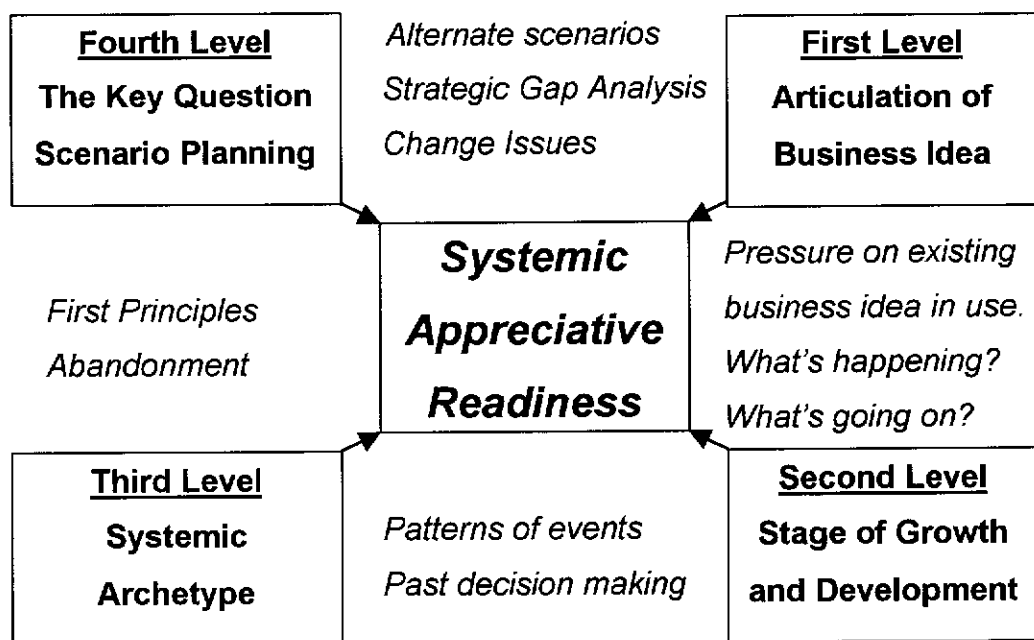 Fourth Level
The Key Question
Scenario Planning
Alternate scenarios
Strategic Gap Analysis
Change Issues
First Level
Articulation of
Business Idea
First Principles
Abandonment
Systemic
Appreciative
Readiness
Pressure on existing
business idea in use.
What's happening?
What's going on?
Third Level
Systemic
Archetype
Patterns of events
Past decision making
Second Level
Stage of Growth
and Development